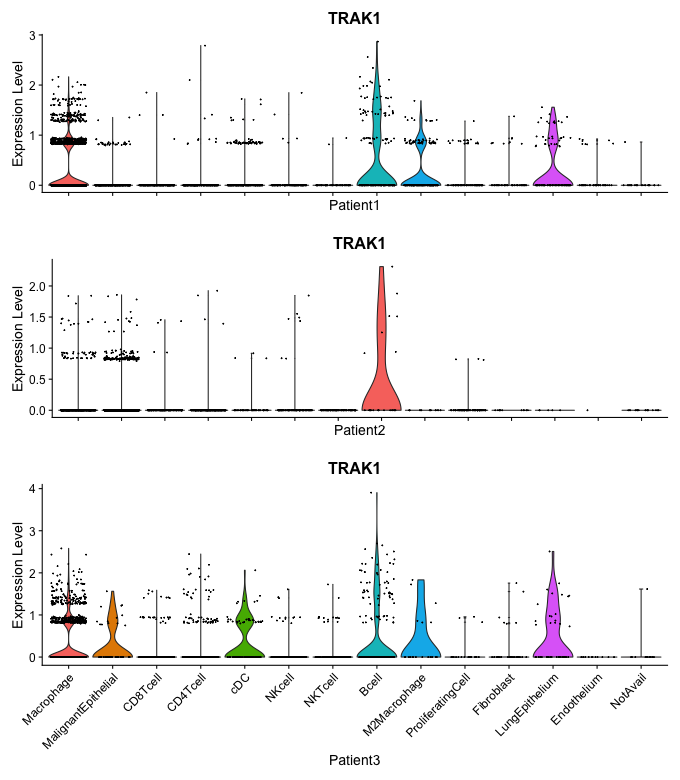 TRAK1
Expression Level
3
2
1
0
Patient1
TRAK1
Expression Level
2.0
1.5
1.0
0.5
0.0
Patient2
TRAK1
Expression Level
4
3
2
1
0
Macrophage
MalignantEpithelial
CD8Tcell
CD4Tcell
cDC
NKcell
NKTcell
Bcell
M2Macrophage
ProliferatingCell
Fibroblast
LungEpithelium
Endothelium
NotAvail
Patient3